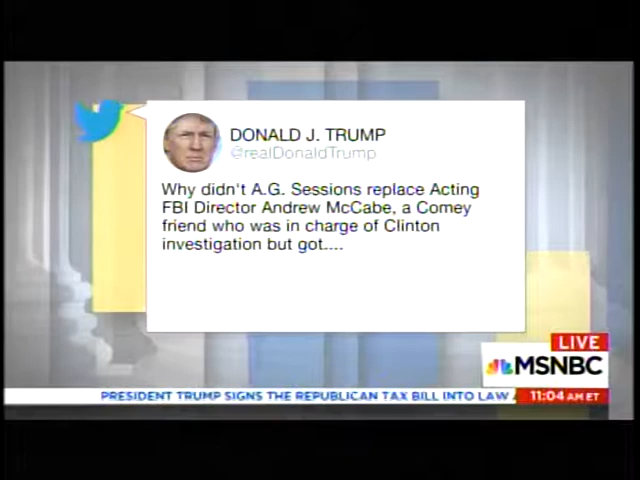 DONALD J. TRUMP
@realDonaldTrump
Why didn't A.G. Sessions replace Acting
FBI Director Andrew McCabe, a Comey
friend who was in charge of Clinton
investigation but got....
LIVE
MSNBC
PRESIDENT TRUMP SIGNS THE REPUBLICAN TAX BILL INTO LAW
11:04 AM ET